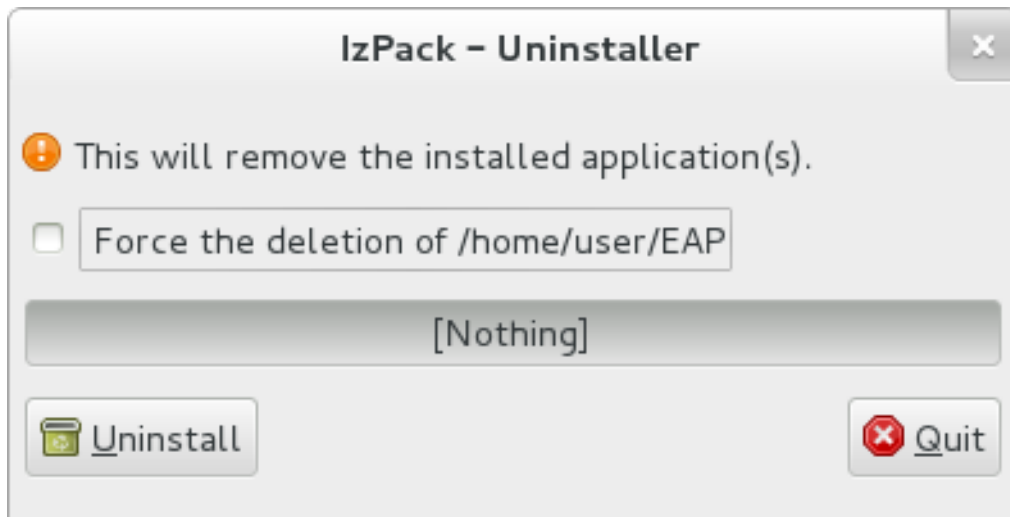 IzPack - Uninstaller
This will remove the installed application(s).
Force the deletion of /home/user/EAP
[Nothing]
Uninstall
Quit